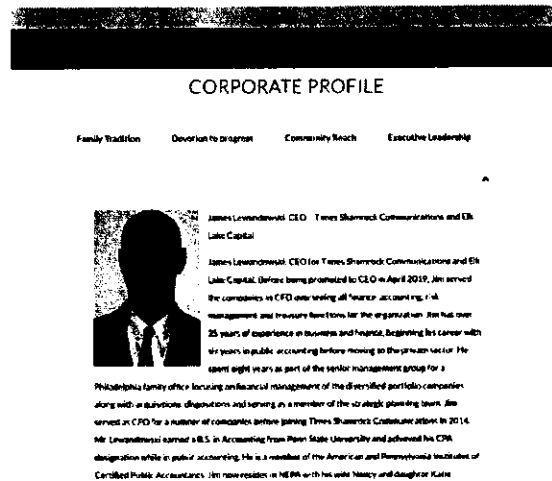 CORPORATE PROFILE
Family Tradition Devotion to progress Community Reach Executive Leadership
James Lewandowski CEO Times Shamrock Communications and Elk
Lake Capital
James Lewandowski, CEO for Times Shamrock Communications and Elk
Lake Capital. Before being promoted to CEO in April 2019, Jim served
the companies as CFO overseeing all finance accounting, risk
management and treasury functions for the organization. Jim has over
25 years of experience in business and finance, beginning his career with
six years in public accounting before moving to the private sector. He
spent eight years as part of the senior management group for a
Philadelphia family office focusing on financial management of the diversified portfolio companies
along with acquisitions, dispositions and serving as a member of the strategic planning team. Jim
served as CFO for a number of companies before joining Times Shamrock Communications in 2014.
Mr. Lewandowski earned a B.S. in Accounting from Penn State University and achieved his CPA
designation while in public accounting. He is a member of the American and Pennsylvania Institutes of
Certified Public Accountants. Jim now resides in NEPA with his wife Nancy and daughter Katie